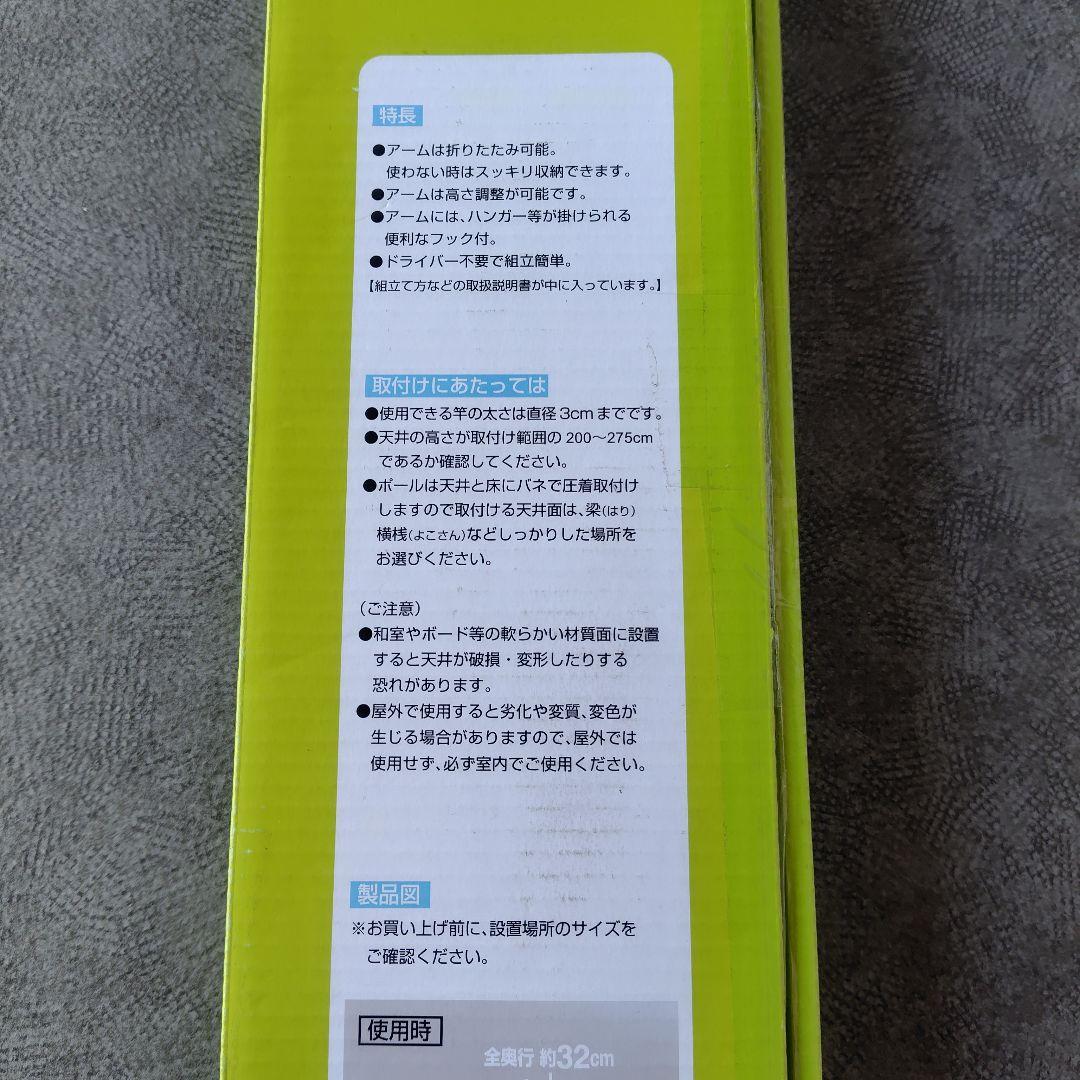 特長
●アームは折りたたみ可能。
使わない時はスッキリ収納できます。
●アームは高さ調整が可能です。
●アームには、ハンガー等が掛けられる
便利なフック付。
●ドライバー不要で組立簡単。
【組立て方などの取扱説明書が中に入っています。】
取付けにあたっては
●使用できる竿の太さは直径3cmまでです。
●天井の高さが取付け範囲の200～275cm
であるか確認してください。
●ポールは天井と床にバネで圧着取付け
しますので取付ける天井面は、梁(はり)
横桟(よこさん)などしっかりした場所を
お選びください。
(ご注意)
●和室やボード等の軟らかい材質面に設置
すると天井が破損・変形したりする
恐れがあります。
●屋外で使用すると劣化や変質、変色が
生じる場合がありますので、屋外では
使用せず、必ず室内でご使用ください。
製品図
※お買い上げ前に、設置場所のサイズを
ご確認ください。
使用時
全奥行 約32cm